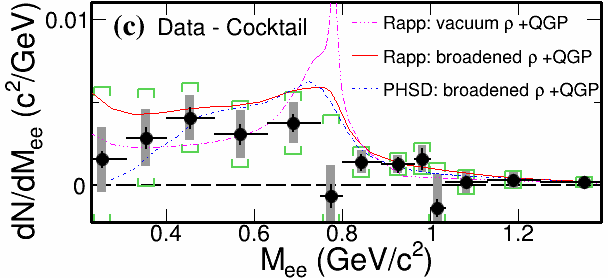 0.01
(c) Data - Cocktail
Rapp: vacuum ρ +QGP
Rapp: broadened ρ +QGP
PHSD: broadened ρ +QGP
dN/dMee (c²/GeV)
0
0.4 0.6 0.8 1 1.2
Mee (GeV/c²)